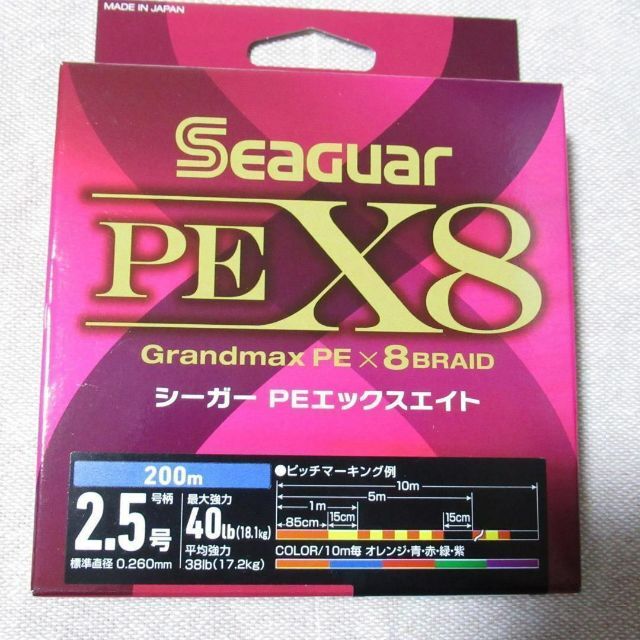 MADE IN JAPAN
SEAGUAR
PE X8
Grandmax PE × 8 BRAID
シーガー PEエックスエイト
200m
号柄
2.5号
標準直径 0.260mm
最大強力
40lb(18.1kg)
平均強力
38lb(17.2kg)
●ピッチマーキング例
10m
5m
1m
85cm
15cm
15cm
COLOR/10m毎 オレンジ・青・赤・緑・紫